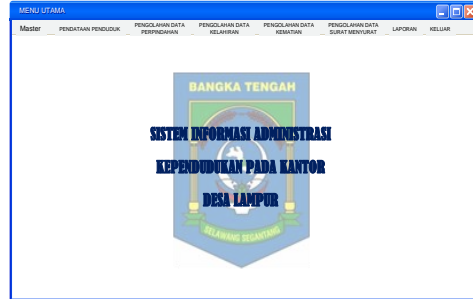 MENU UTAMA
Master PENDATAAN PENDUDUK PENGOLAHAN DATA PERPINDAHAN PENGOLAHAN DATA KELAHIRAN PENGOLAHAN DATA KEMATIAN PENGOLAHAN DATA SURAT MENYURAT LAPORAN KELUAR
BANGKA TENGAH
SISTEM INFORMASI ADMINISTRASI
KEPENDUDUKAN PADA KANTOR
DESA LAMPUR
SELAWANG SEGANTANG